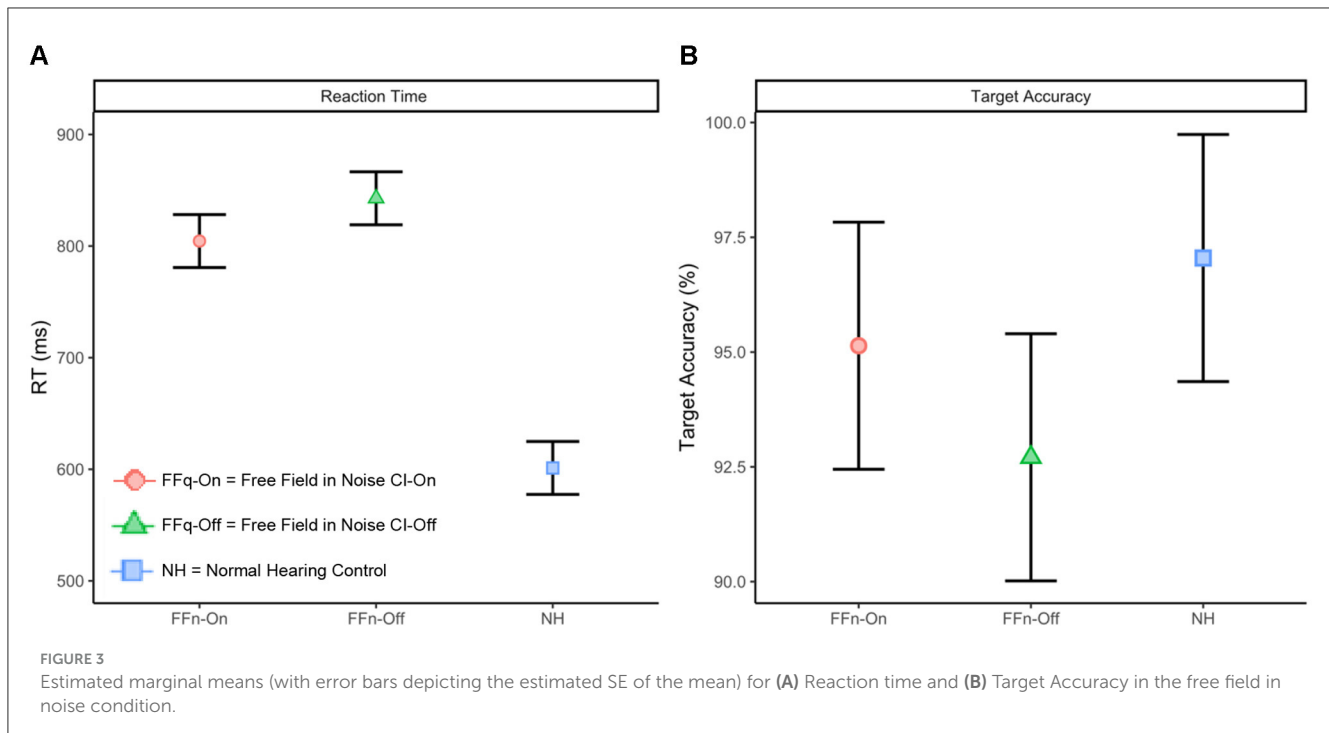 A
Reaction Time
900
800
700
600
500
RT (ms)
FFq-On = Free Field in Noise CI-On
FFq-Off = Free Field in Noise CI-Off
NH = Normal Hearing Control
FFn-On FFn-Off NH
B
Target Accuracy
100.0
97.5
95.0
92.5
90.0
Target Accuracy (%)
FFn-On FFn-Off NH
FIGURE 3
Estimated marginal means (with error bars depicting the estimated SE of the mean) for (A) Reaction time and (B) Target Accuracy in the free field in
noise condition.